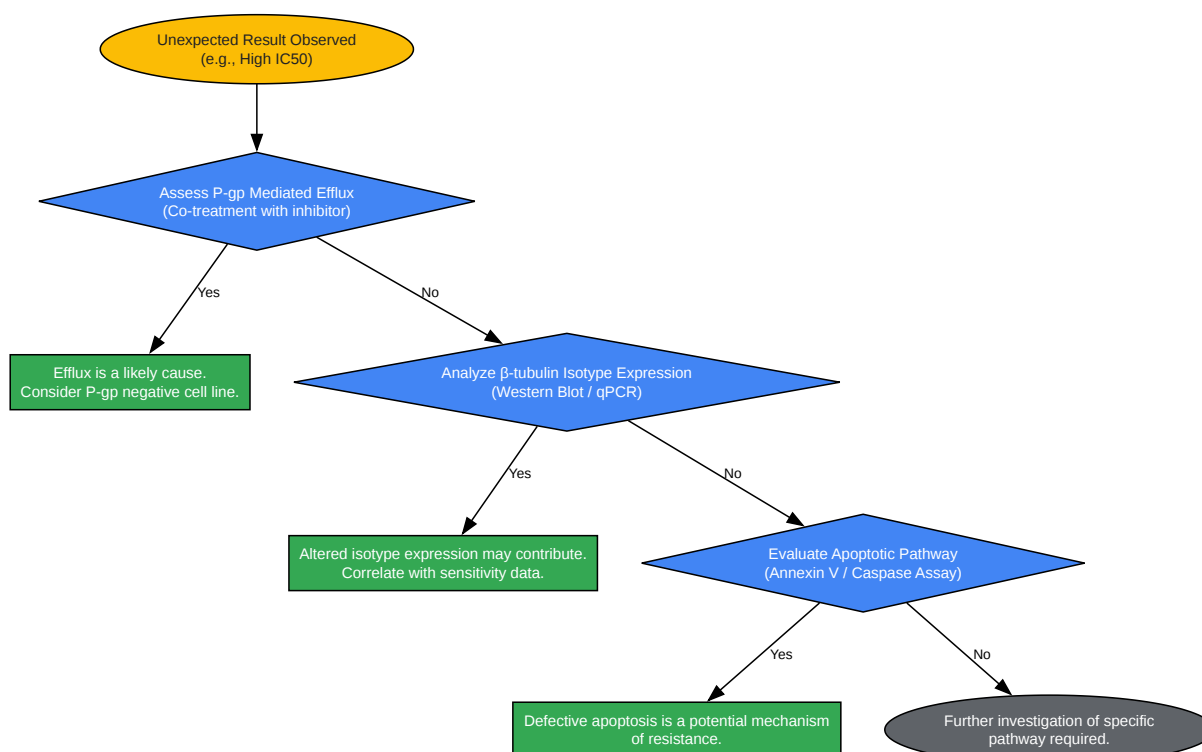 Unexpected Result Observed
(e.g., High IC50)
Assess P-gp Mediated Efflux
(Co-treatment with inhibitor)
Yes
No
Efflux is a likely cause.
Consider P-gp negative cell line.
Analyze β-tubulin Isotype Expression
(Western Blot / qPCR)
Yes
No
Altered isotype expression may contribute.
Correlate with sensitivity data.
Evaluate Apoptotic Pathway
(Annexin V / Caspase Assay)
Yes
No
Defective apoptosis is a potential mechanism
of resistance.
Further investigation of specific
pathway required.